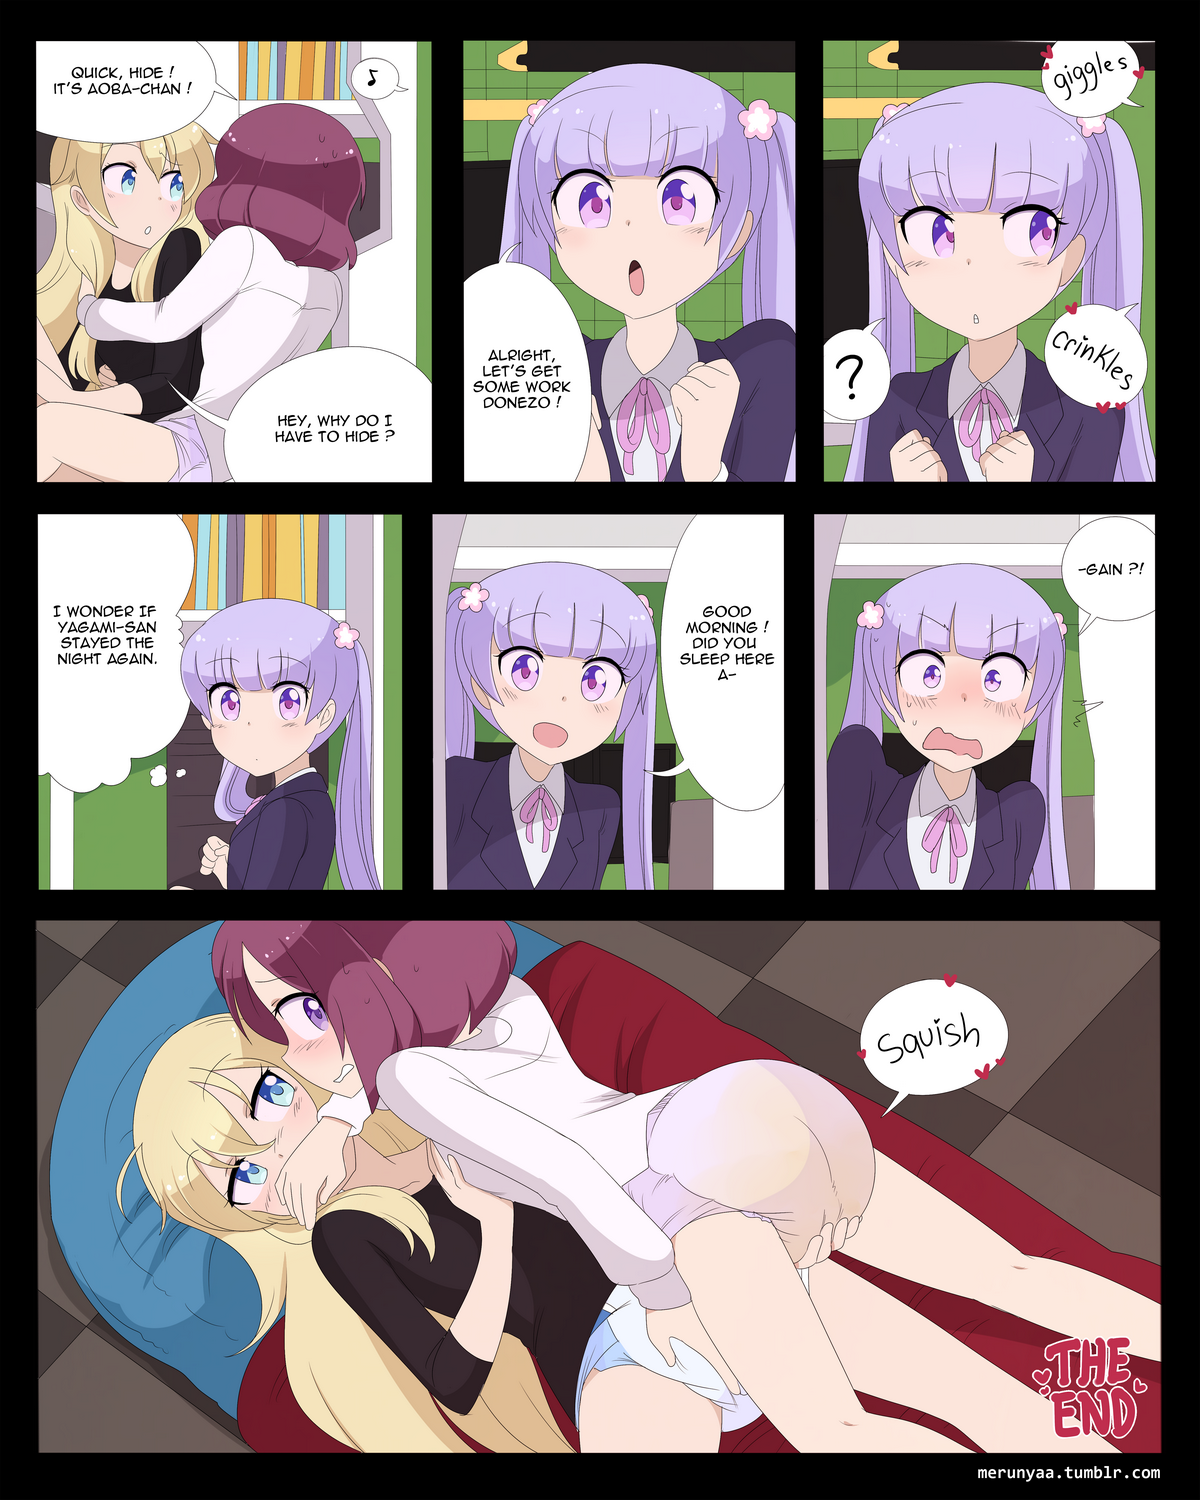 QUICK, HIDE !
IT'S AOBA-CHAN !
♪
HEY, WHY DO I
HAVE TO HIDE ?
ALRIGHT,
LET'S GET
SOME WORK
DONEZO !
giggles
?
crinkles
I WONDER IF
YAGAMI-SAN
STAYED THE
NIGHT AGAIN.
GOOD
MORNING !
DID YOU
SLEEP HERE
A-
-GAIN ?!
Squish
THE
END
merunyaa.tumblr.com